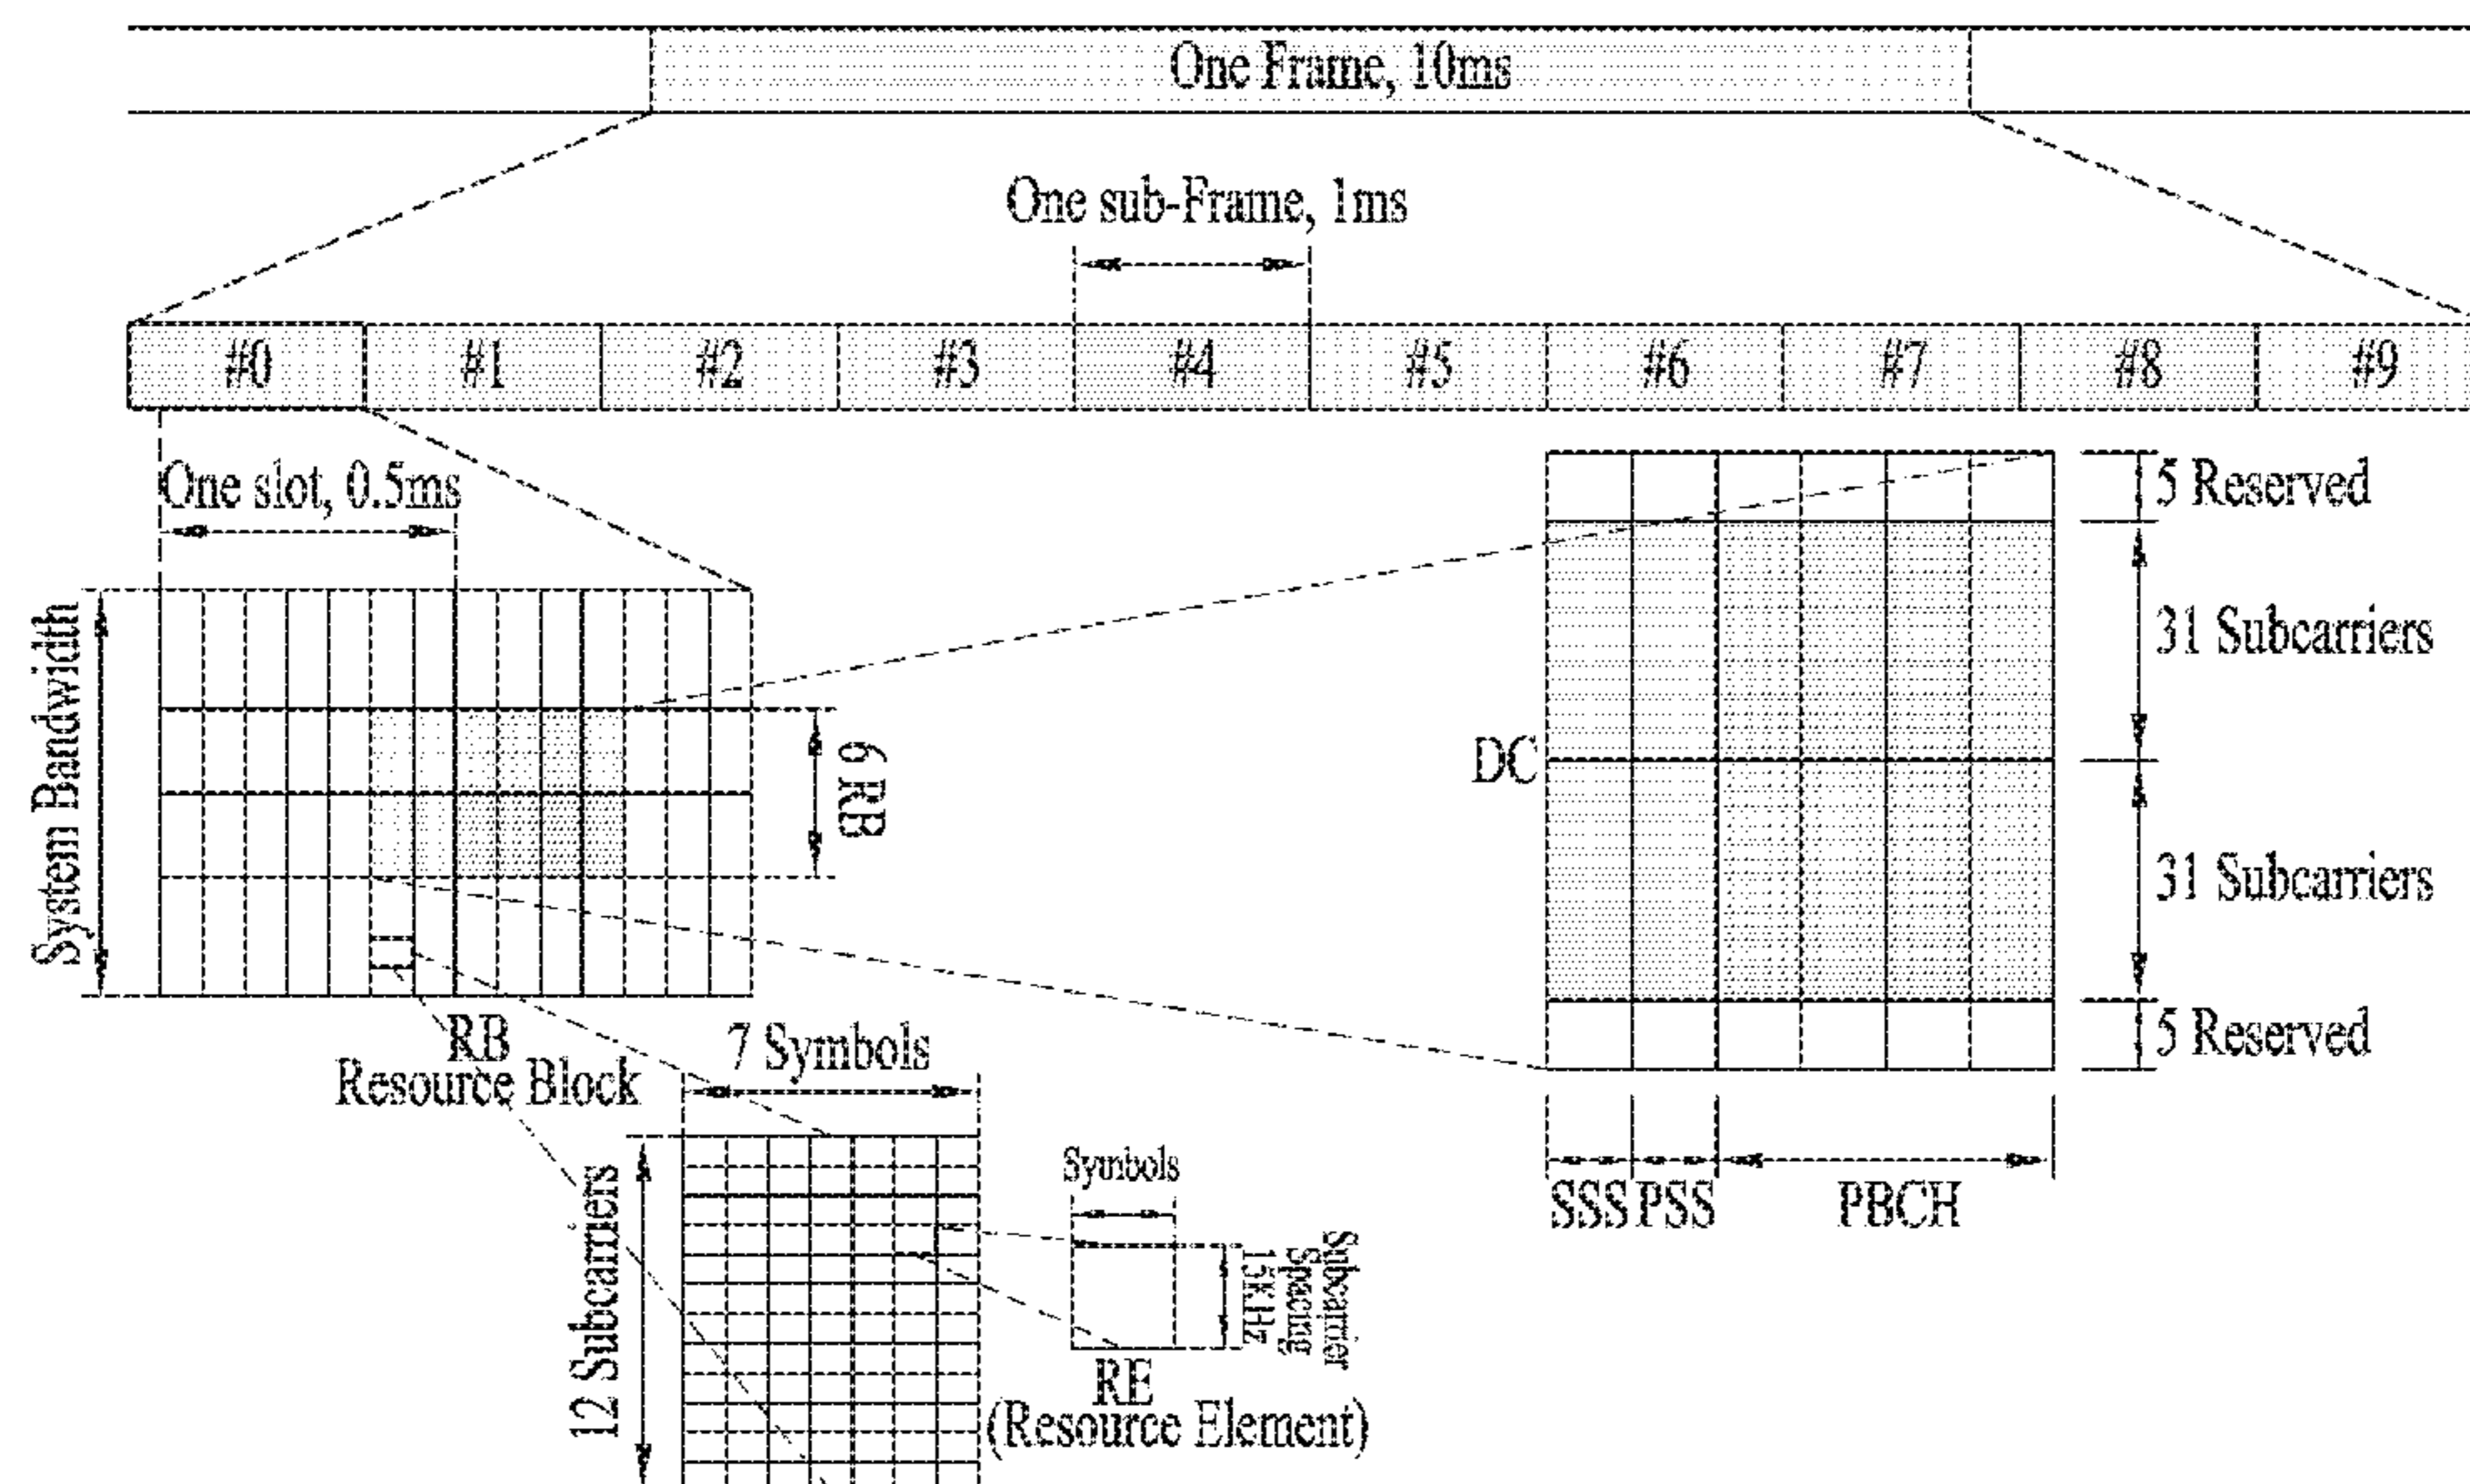 One Frame, 10ms
One sub-Frame, 1ms
#0 #1 #2 #3 #4 #5 #6 #7 #8 #9
One slot, 0.5ms
System Bandwidth
6 RB
5 Reserved
31 Subcarriers
DC
31 Subcarriers
5 Reserved
SSS PSS PBCH
RB
Resource Block
7 Symbols
12 Subcarriers
Symbols
Subcarrier
Spacing
15KHz
RE
(Resource Element)